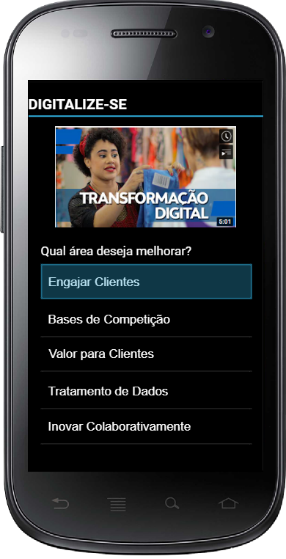 DIGITALIZE-SE
TRANSFORMAÇÃO
DIGITAL
5:01
Qual área deseja melhorar?
Engajar Clientes
Bases de Competição
Valor para Clientes
Tratamento de Dados
Inovar Colaborativamente